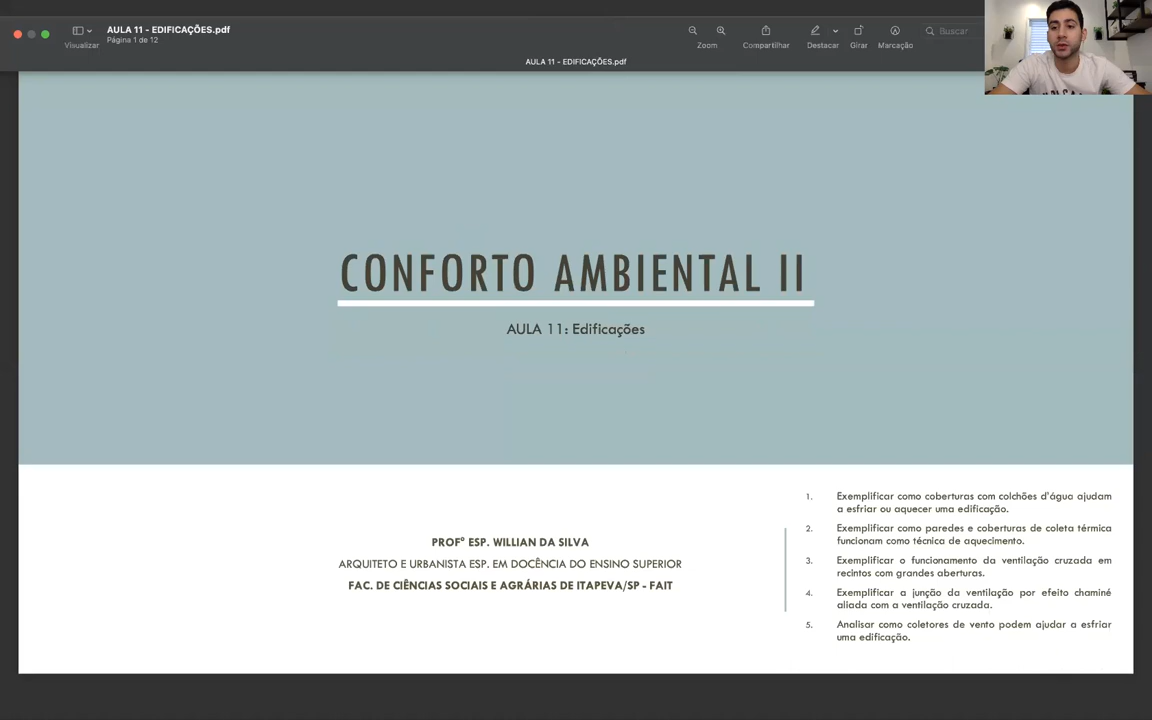 AULA 11 - EDIFICAÇÕES.pdf
Página 1 de 12
Visualizar
Zoom
Compartilhar
Destacar
Girar
Marcação
Buscar
AULA 11 - EDIFICAÇÕES.pdf
CONFORTO AMBIENTAL II
AULA 11: Edificações
PROFº ESP. WILLIAN DA SILVA
ARQUITETO E URBANISTA ESP. EM DOCÊNCIA DO ENSINO SUPERIOR
FAC. DE CIÊNCIAS SOCIAIS E AGRÁRIAS DE ITAPEVA/SP - FAIT
1. Exemplificar como coberturas com colchões d'água ajudam
a esfriar ou aquecer uma edificação.
2. Exemplificar como paredes e coberturas de coleta térmica
funcionam como técnica de aquecimento.
3. Exemplificar o funcionamento da ventilação cruzada em
recintos com grandes aberturas.
4. Exemplificar a junção da ventilação por efeito chaminé
aliada com a ventilação cruzada.
5. Analisar como coletores de vento podem ajudar a esfriar
uma edificação.